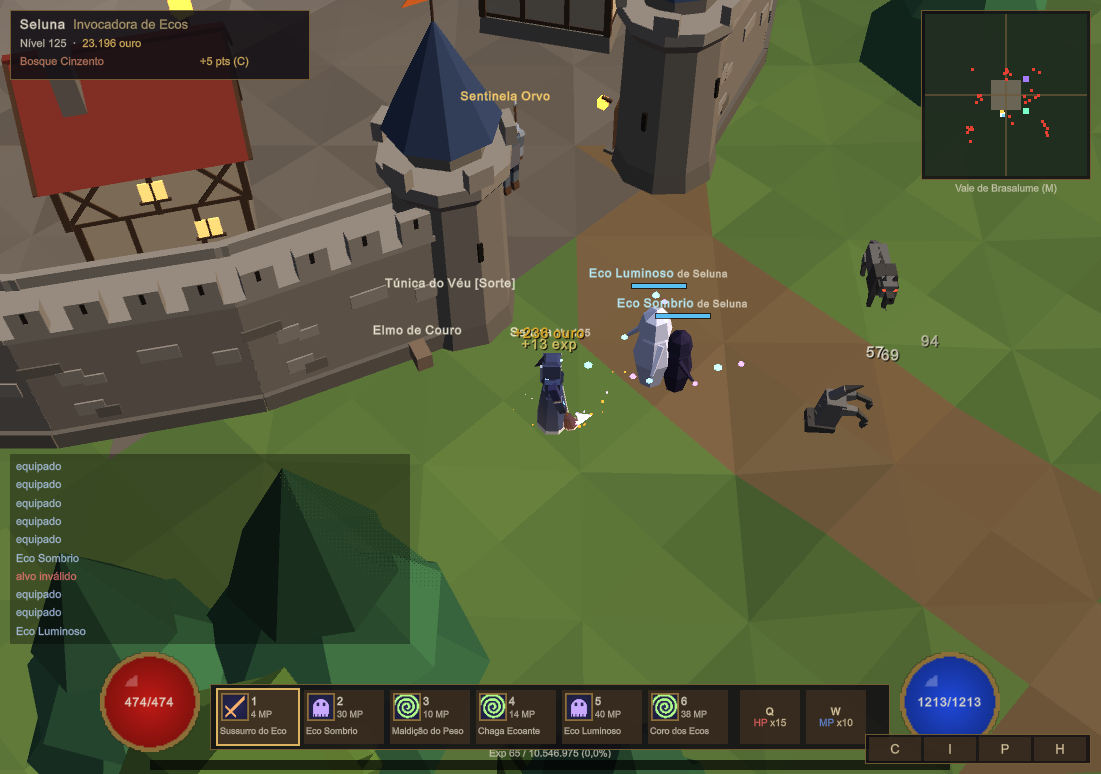 Seluna Invocadora de Ecos
Nível 125 · 23.196 ouro
Bosque Cinzento +5 pts (C)
Vale de Brasalume (M)
Sentinela Orvo
Eco Luminoso de Seluna
Eco Sombrio de Seluna
Túnica do Véu [Sorte]
Elmo de Couro
ouro
+13 exp
57
69
94
equipado
equipado
equipado
equipado
equipado
Eco Sombrio
alvo inválido
equipado
equipado
Eco Luminoso
474/474
1
4 MP
Sussurro do Eco
2
30 MP
Eco Sombrio
3
10 MP
Maldição do Peso
4
14 MP
Chaga Ecoante
5
40 MP
Eco Luminoso
6
38 MP
Coro dos Ecos
Q
HP x15
W
MP x10
1213/1213
Exp 65 / 10.546.975 (0,0%)
C I P H